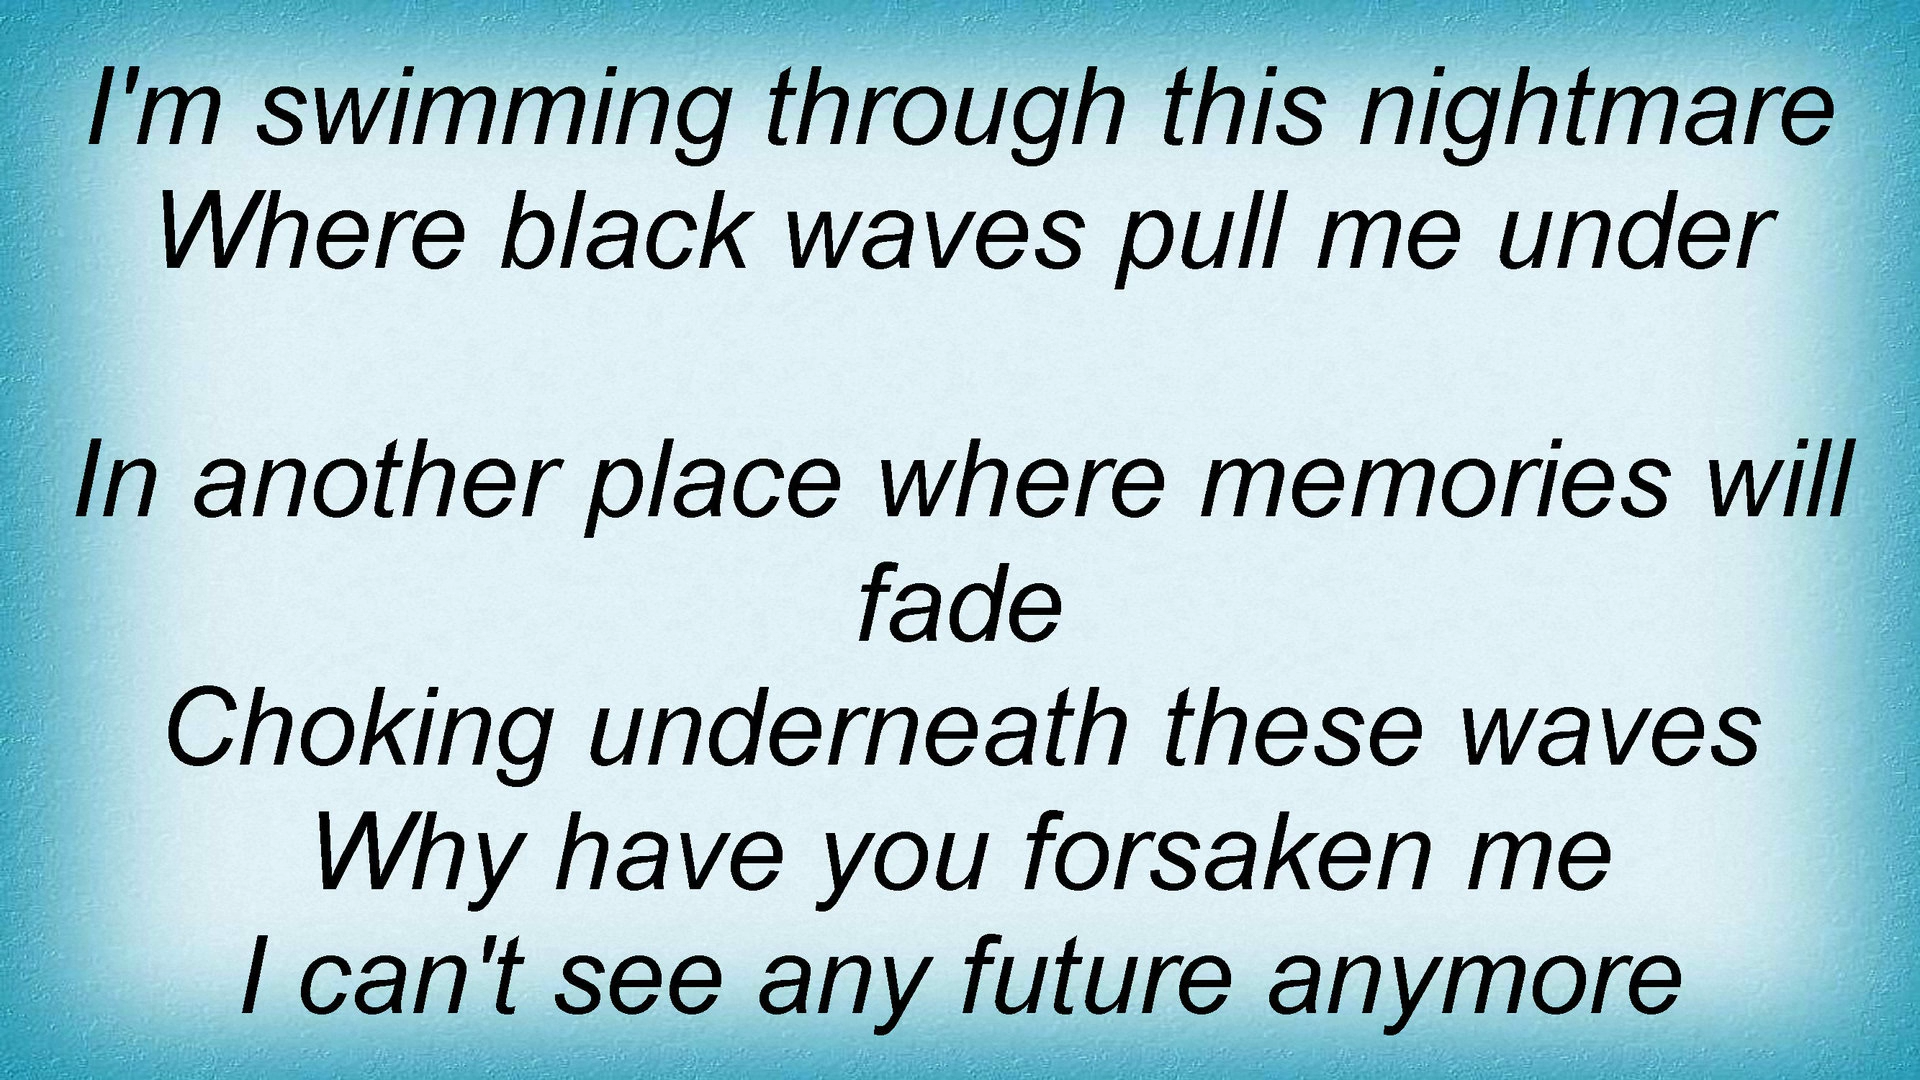 I'm swimming through this nightmare
Where black waves pull me under
In another place where memories will
fade
Choking underneath these waves
Why have you forsaken me
I can't see any future anymore